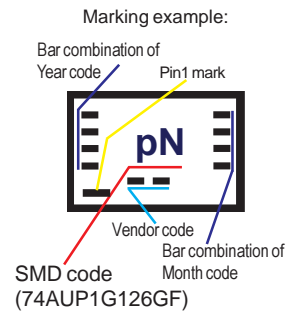 Marking example:
Bar combination of
Year code
Pin1 mark
pN
Vendor code
Bar combination of
Month code
SMD code
(74AUP1G126GF)